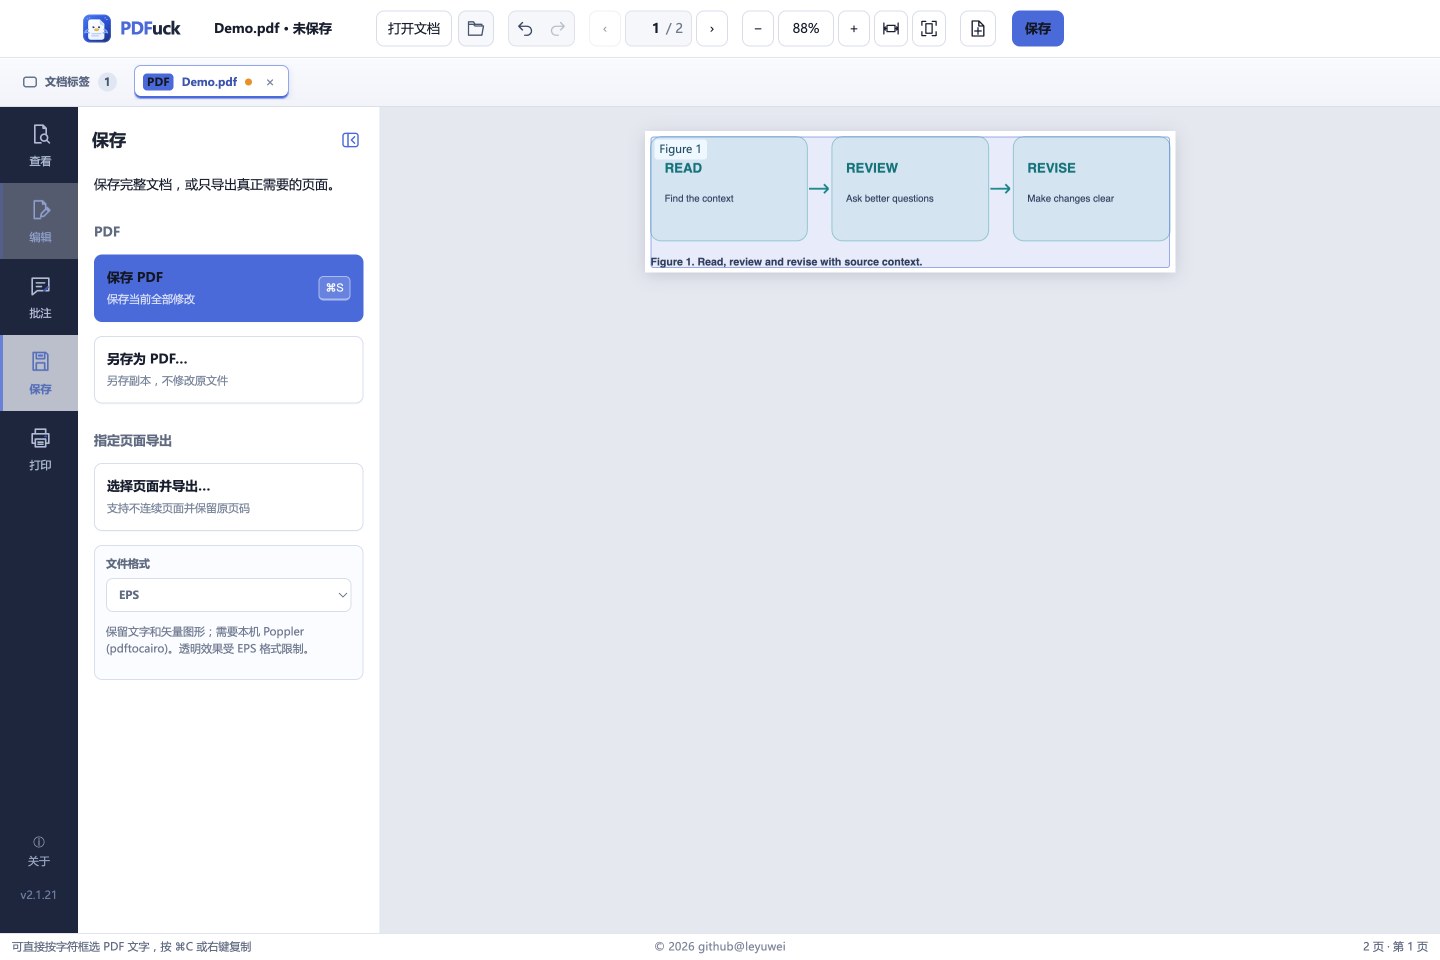 PDFuck
Demo.pdf • 未保存
打开文档
1 / 2
88%
保存
文档标签 1
PDF Demo.pdf
查看
编辑
批注
保存
打印
关于
v2.1.21
保存
保存完整文档，或只导出真正需要的页面。
PDF
保存 PDF
保存当前全部修改
⌘S
另存为 PDF...
另存副本，不修改原文件
指定页面导出
选择页面并导出...
支持不连续页面并保留原页码
文件格式
EPS
保留文字和矢量图形；需要本机 Poppler
(pdftocairo)。透明效果受 EPS 格式限制。
Figure 1
READ
Find the context
REVIEW
Ask better questions
REVISE
Make changes clear
Figure 1. Read, review and revise with source context.
可直接按字符框选 PDF 文字，按 ⌘C 或右键复制
© 2026 github@leyuwei
2 页 · 第 1 页